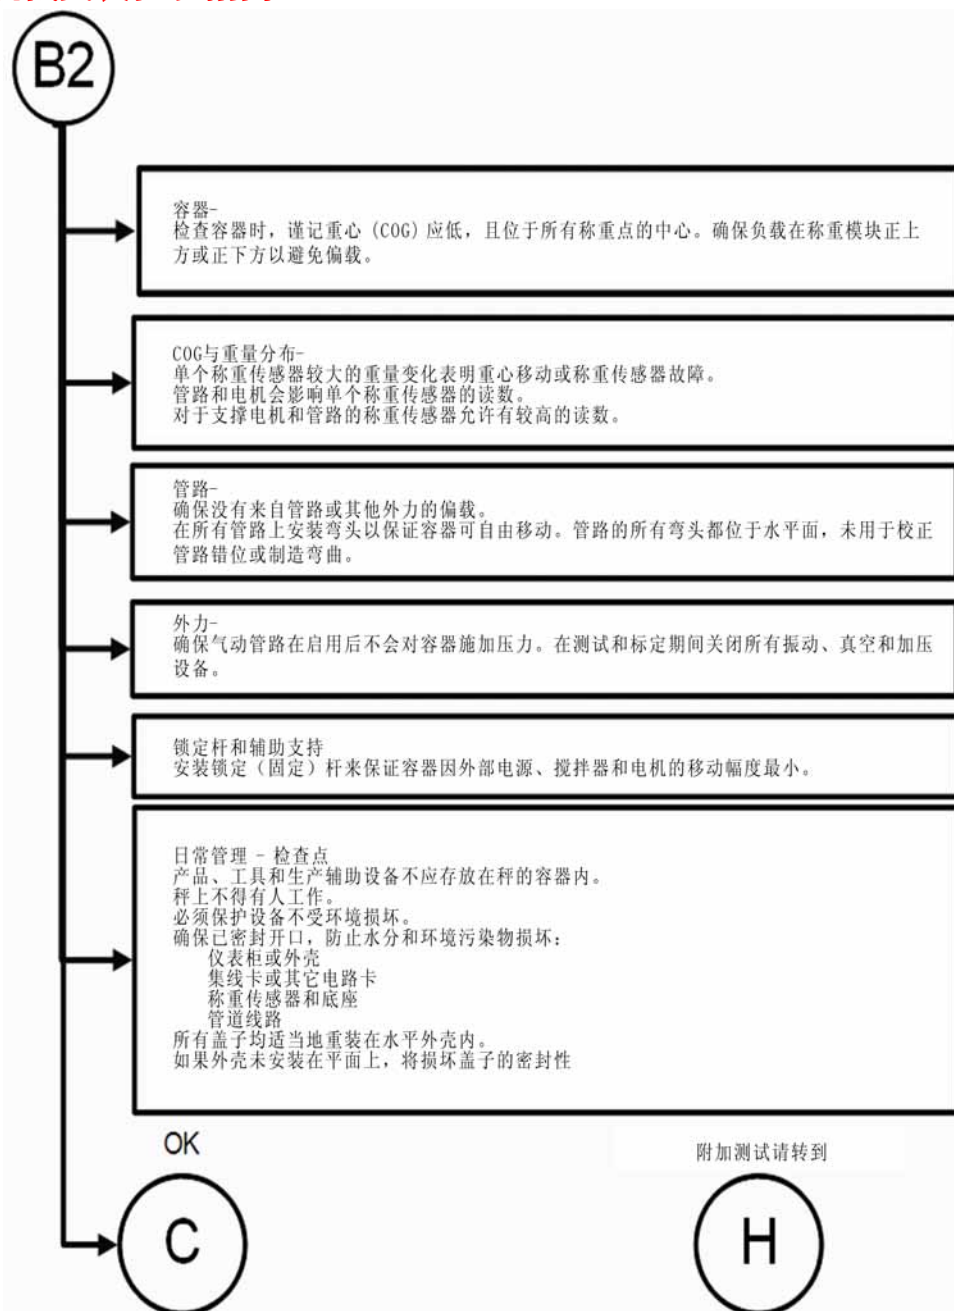 B2
容器-
检查容器时，谨记重心 (COG) 应低，且位于所有称重点的中心。确保负载在称重模块正上
方或正下方以避免偏载。
COG与重量分布-
单个称重传感器较大的重量变化表明重心移动或称重传感器故障。
管路和电机会影响单个称重传感器的读数。
对于支撑电机和管路的称重传感器允许有较高的读数。
管路-
确保没有来自管路或其他外力的偏载。
在所有管路上安装弯头以保证容器可自由移动。管路的所有弯头都位于水平面，未用于校正
管路错位或制造弯曲。
外力-
确保气动管路在启用后不会对容器施加压力。在测试和标定期间关闭所有振动、真空和加压
设备。
锁定杆和辅助支持
安装锁定（固定）杆来保证容器因外部电源、搅拌器和电机的移动幅度最小。
日常管理 - 检查点
产品、工具和生产辅助设备不应存放在秤的容器内。
秤上不得有人工作。
必须保护设备不受环境损坏。
确保已密封开口，防止水分和环境污染物损坏：
仪表柜或外壳
集线卡或其它电路卡
称重传感器和底座
管道线路
所有盖子均适当地重装在水平外壳内。
如果外壳未安装在平面上，将损坏盖子的密封性
OK
附加测试请转到
C
H